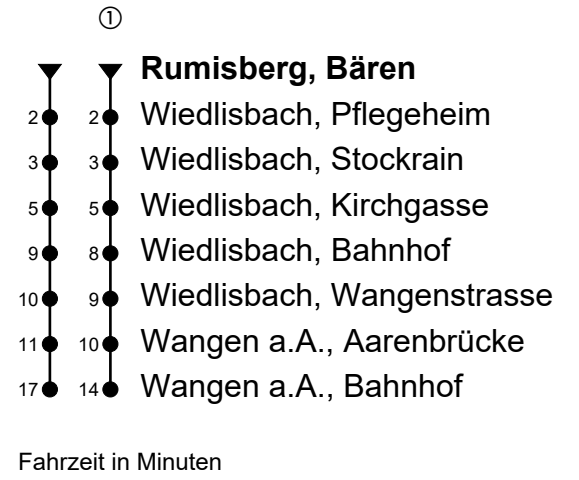 ①
Rumisberg, Bären
2 2 Wiedlisbach, Pflegeheim
3 3 Wiedlisbach, Stockrain
5 5 Wiedlisbach, Kirchgasse
9 8 Wiedlisbach, Bahnhof
10 9 Wiedlisbach, Wangenstrasse
11 10 Wangen a.A., Aarenbrücke
17 14 Wangen a.A., Bahnhof
Fahrzeit in Minuten